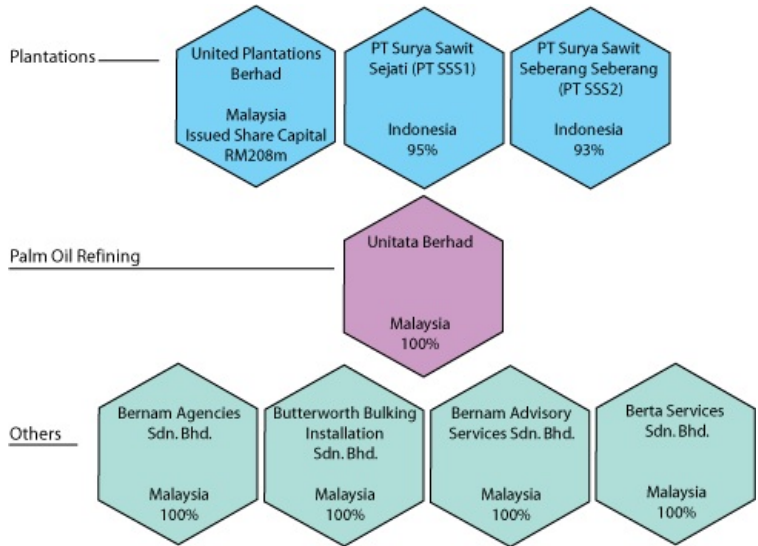 Plantations
United Plantations
Berhad
Malaysia
Issued Share Capital
RM208m
PT Surya Sawit
Sejati (PT SSS1)
Indonesia
95%
PT Surya Sawit
Seberang Seberang
(PT SSS2)
Indonesia
93%
Palm Oil Refining
Unitata Berhad
Malaysia
100%
Others
Bernam Agencies
Sdn. Bhd.
Malaysia
100%
Butterworth Bulking
Installation
Sdn. Bhd.
Malaysia
100%
Bernam Advisory
Services Sdn. Bhd.
Malaysia
100%
Berta Services
Sdn. Bhd.
Malaysia
100%